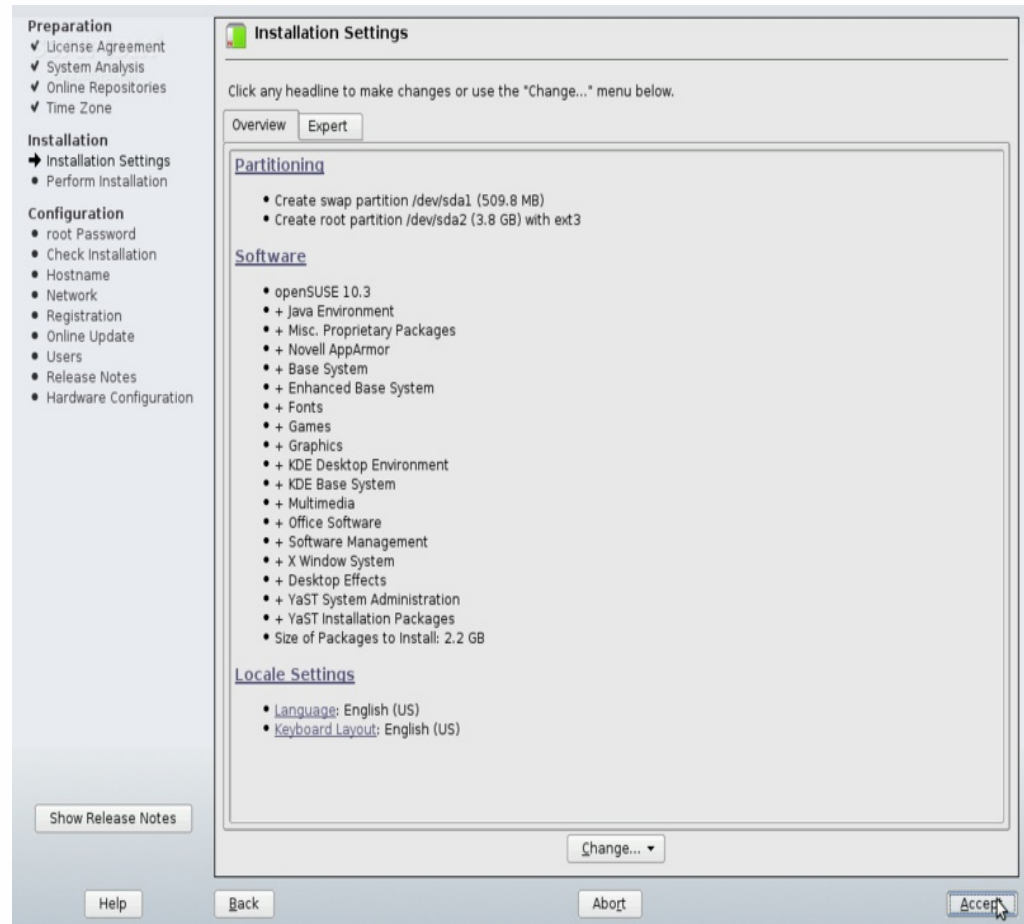 Preparation
✔ License Agreement
✔ System Analysis
✔ Online Repositories
✔ Time Zone
Installation
➔ Installation Settings
• Perform Installation
Configuration
• root Password
• Check Installation
• Hostname
• Network
• Registration
• Online Update
• Users
• Release Notes
• Hardware Configuration
Show Release Notes
Installation Settings
Click any headline to make changes or use the "Change..." menu below.
Overview Expert
Partitioning
• Create swap partition /dev/sda1 (509.8 MB)
• Create root partition /dev/sda2 (3.8 GB) with ext3
Software
• openSUSE 10.3
• + Java Environment
• + Misc. Proprietary Packages
• + Novell AppArmor
• + Base System
• + Enhanced Base System
• + Fonts
• + Games
• + Graphics
• + KDE Desktop Environment
• + KDE Base System
• + Multimedia
• + Office Software
• + Software Management
• + X Window System
• + Desktop Effects
• + YaST System Administration
• + YaST Installation Packages
• Size of Packages to Install: 2.2 GB
Locale Settings
• Language: English (US)
• Keyboard Layout: English (US)
Change...
Help Back Abort Accept